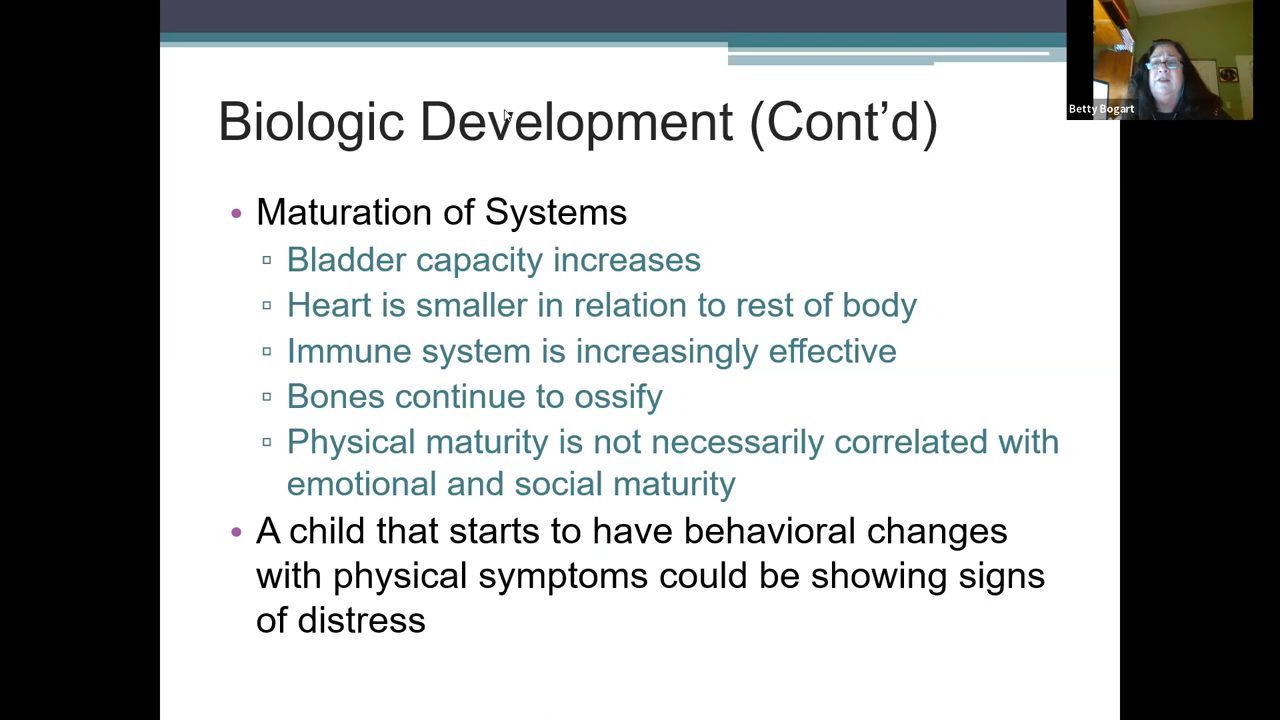 Biologic Development (Cont’d)
Betty Bogart
• Maturation of Systems
▫ Bladder capacity increases
▫ Heart is smaller in relation to rest of body
▫ Immune system is increasingly effective
▫ Bones continue to ossify
▫ Physical maturity is not necessarily correlated with
emotional and social maturity
• A child that starts to have behavioral changes
with physical symptoms could be showing signs
of distress